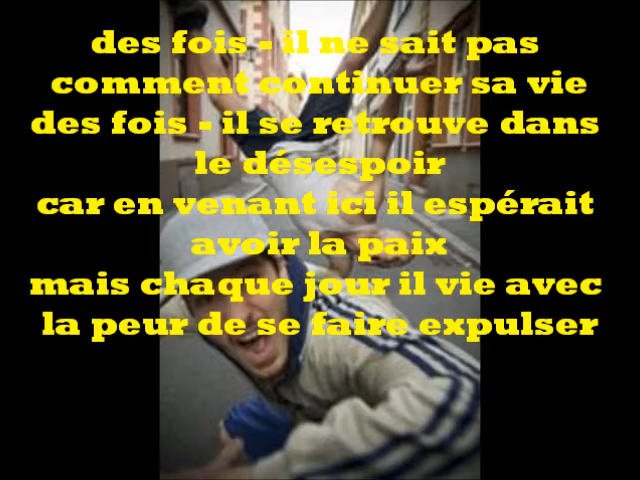 des fois - il ne sait pas
comment continuer sa vie
des fois - il se retrouve dans
le désespoir
car en venant ici il espérait
avoir la paix
mais chaque jour il vie avec
la peur de se faire expulser